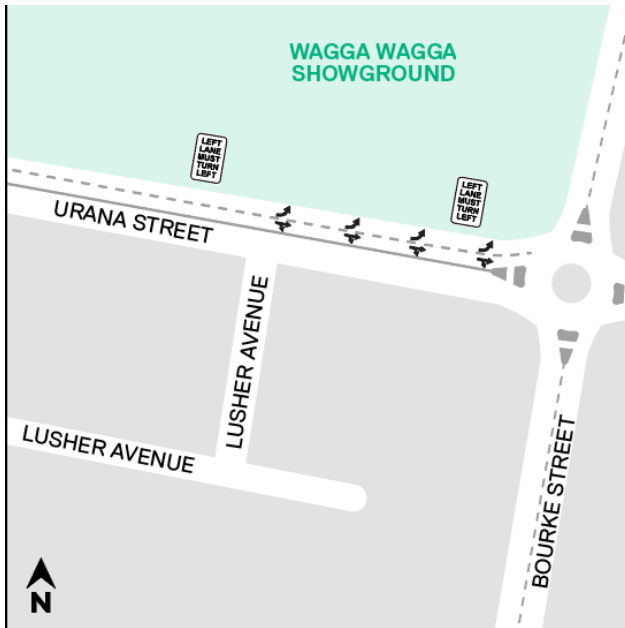 WAGGA WAGGA
SHOWGROUND
LEFT
LANE
MUST
TURN
LEFT
LEFT
LANE
MUST
TURN
LEFT
URANA STREET
LUSHER AVENUE
LUSHER AVENUE
BOURKE STREET
N